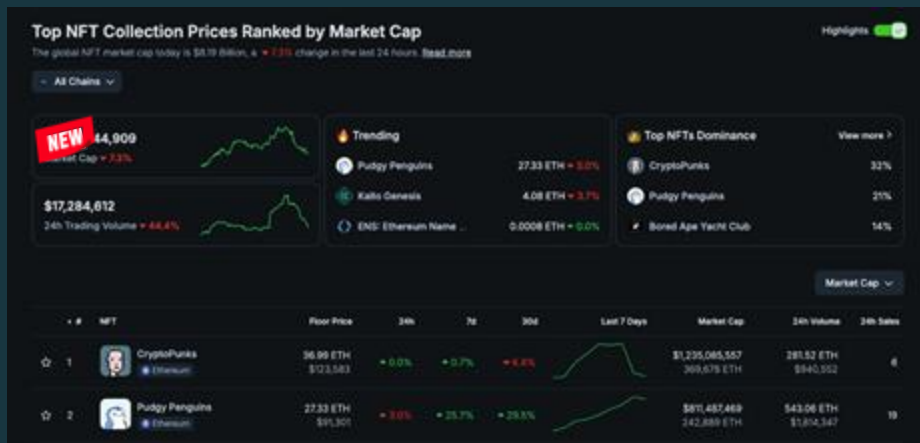 Top NFT Collection Prices Ranked by Market Cap
Highlights
The global NFT market cap today is $8.19 Billion, a 7.3% change in the last 24 hours. Read more
All Chains
NEW
44,909
Market Cap 7.3%
$17,284,612
24h Trading Volume 44.4%
Trending
Pudgy Penguins 27.33 ETH 3.0%
Kaito Genesis 4.08 ETH 3.7%
ENS: Ethereum Name .. 0.0008 ETH 0.0%
Top NFTs Dominance View more
CryptoPunks 32%
Pudgy Penguins 21%
Bored Ape Yacht Club 14%
Market Cap
# NFT Floor Price 24h 7d 30d Last 7 Days Market Cap 24h Volume 24h Sales
1 CryptoPunks 36.99 ETH 0.0% 0.7% $1,235,085,557 281.52 ETH
Ethereum $123,583 369,675 ETH $940,552
2 Pudgy Penguins 27.33 ETH 3.0% 25.7% 29.5% $811,487,469 543.06 ETH 19
Ethereum $91,301 242,889 ETH $1,814,347